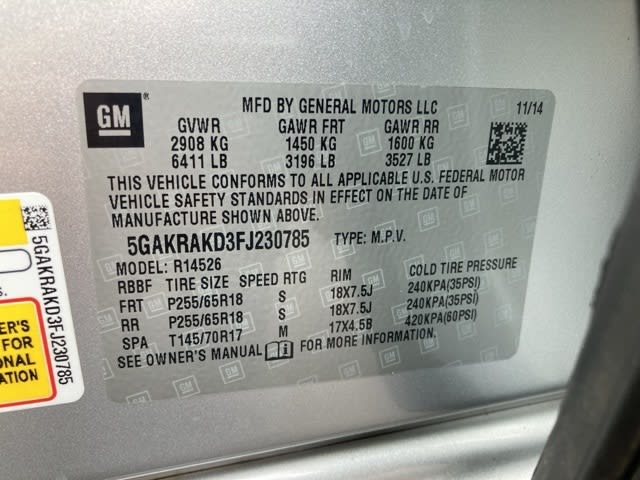 GM
MFD BY GENERAL MOTORS LLC 11/14
GVWR GAWR FRT GAWR RR
2908 KG 1450 KG 1600 KG
6411 LB 3196 LB 3527 LB
THIS VEHICLE CONFORMS TO ALL APPLICABLE U.S. FEDERAL MOTOR
VEHICLE SAFETY STANDARDS IN EFFECT ON THE DATE OF
MANUFACTURE SHOWN ABOVE.
5GAKRAKD3FJ230785 TYPE: M.P.V.
MODEL: R14526
RBBF TIRE SIZE SPEED RTG RIM COLD TIRE PRESSURE
FRT P255/65R18 S 18X7.5J 240KPA(35PSI)
RR P255/65R18 S 18X7.5J 240KPA(35PSI)
SPA T145/70R17 M 17X4.5B 420KPA(60PSI)
SEE OWNER'S MANUAL FOR MORE INFORMATION.
5GAKRAKD3FJ230785
ER'S
FOR
ONAL
ATION